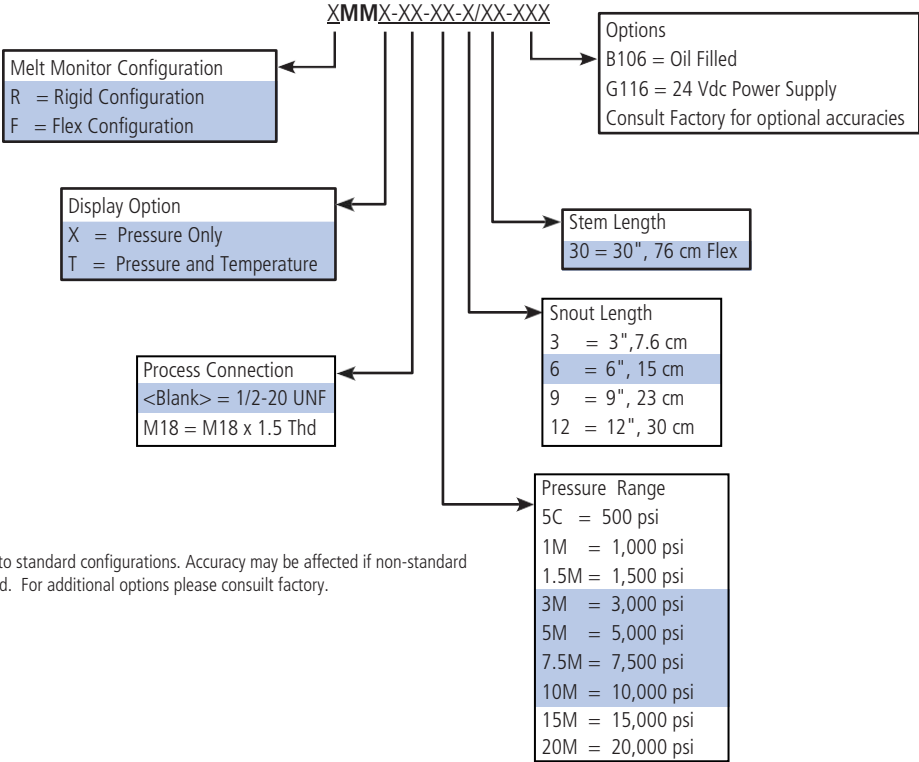 XMMX-XX-XX-X/XX-XXX
Options
B106 = Oil Filled
G116 = 24 Vdc Power Supply
Consult Factory for optional accuracies
Melt Monitor Configuration
R = Rigid Configuration
F = Flex Configuration
Display Option
X = Pressure Only
T = Pressure and Temperature
Stem Length
30 = 30", 76 cm Flex
Process Connection
<Blank> = 1/2-20 UNF
M18 = M18 x 1.5 Thd
Snout Length
3 = 3",7.6 cm
6 = 6", 15 cm
9 = 9", 23 cm
12 = 12", 30 cm
Pressure Range
5C = 500 psi
1M = 1,000 psi
1.5M = 1,500 psi
3M = 3,000 psi
5M = 5,000 psi
7.5M = 7,500 psi
10M = 10,000 psi
15M = 15,000 psi
20M = 20,000 psi
to standard configurations. Accuracy may be affected if non-standard
d. For additional options please consuilt factory.